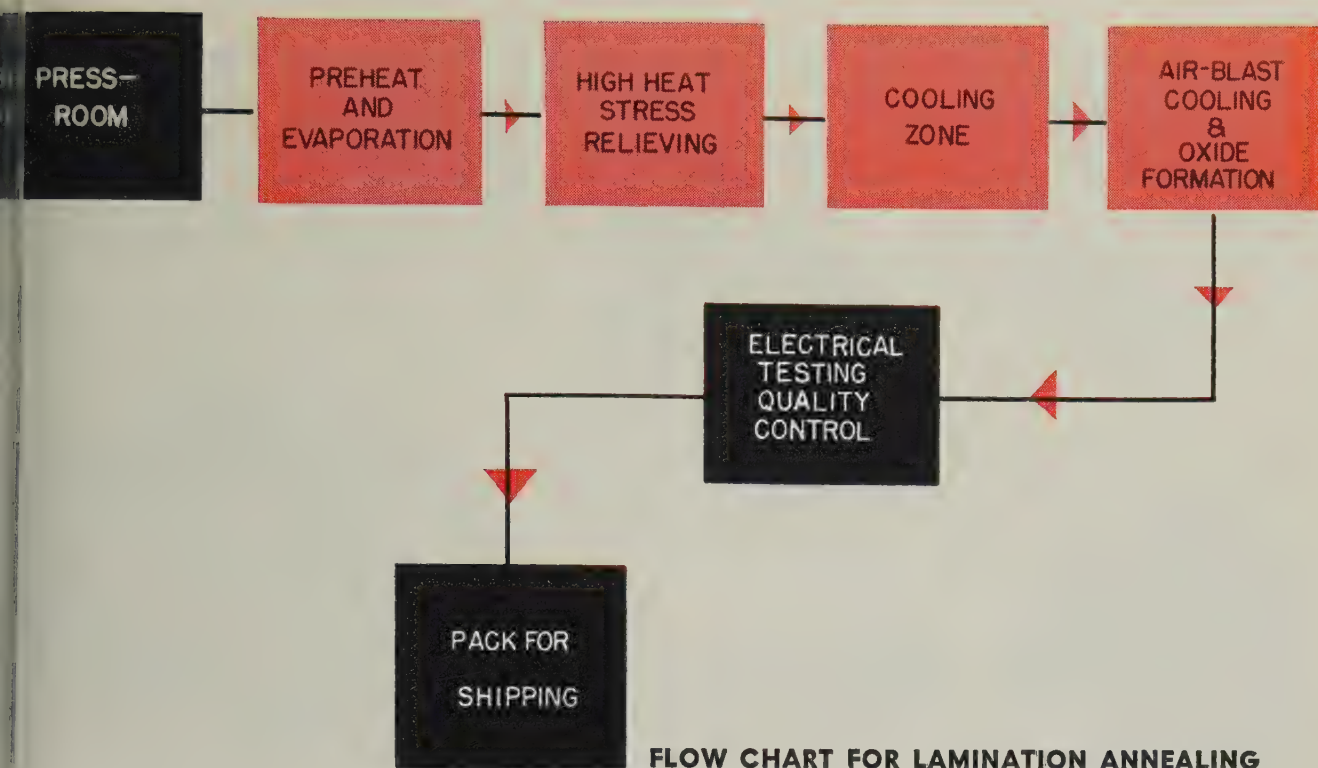 PRESS-
ROOM
PREHEAT
AND
EVAPORATION
HIGH HEAT
STRESS
RELIEVING
COOLING
ZONE
AIR-BLAST
COOLING
&
OXIDE
FORMATION
ELECTRICAL
TESTING
QUALITY
CONTROL
PACK FOR
SHIPPING
FLOW CHART FOR LAMINATION ANNEALING